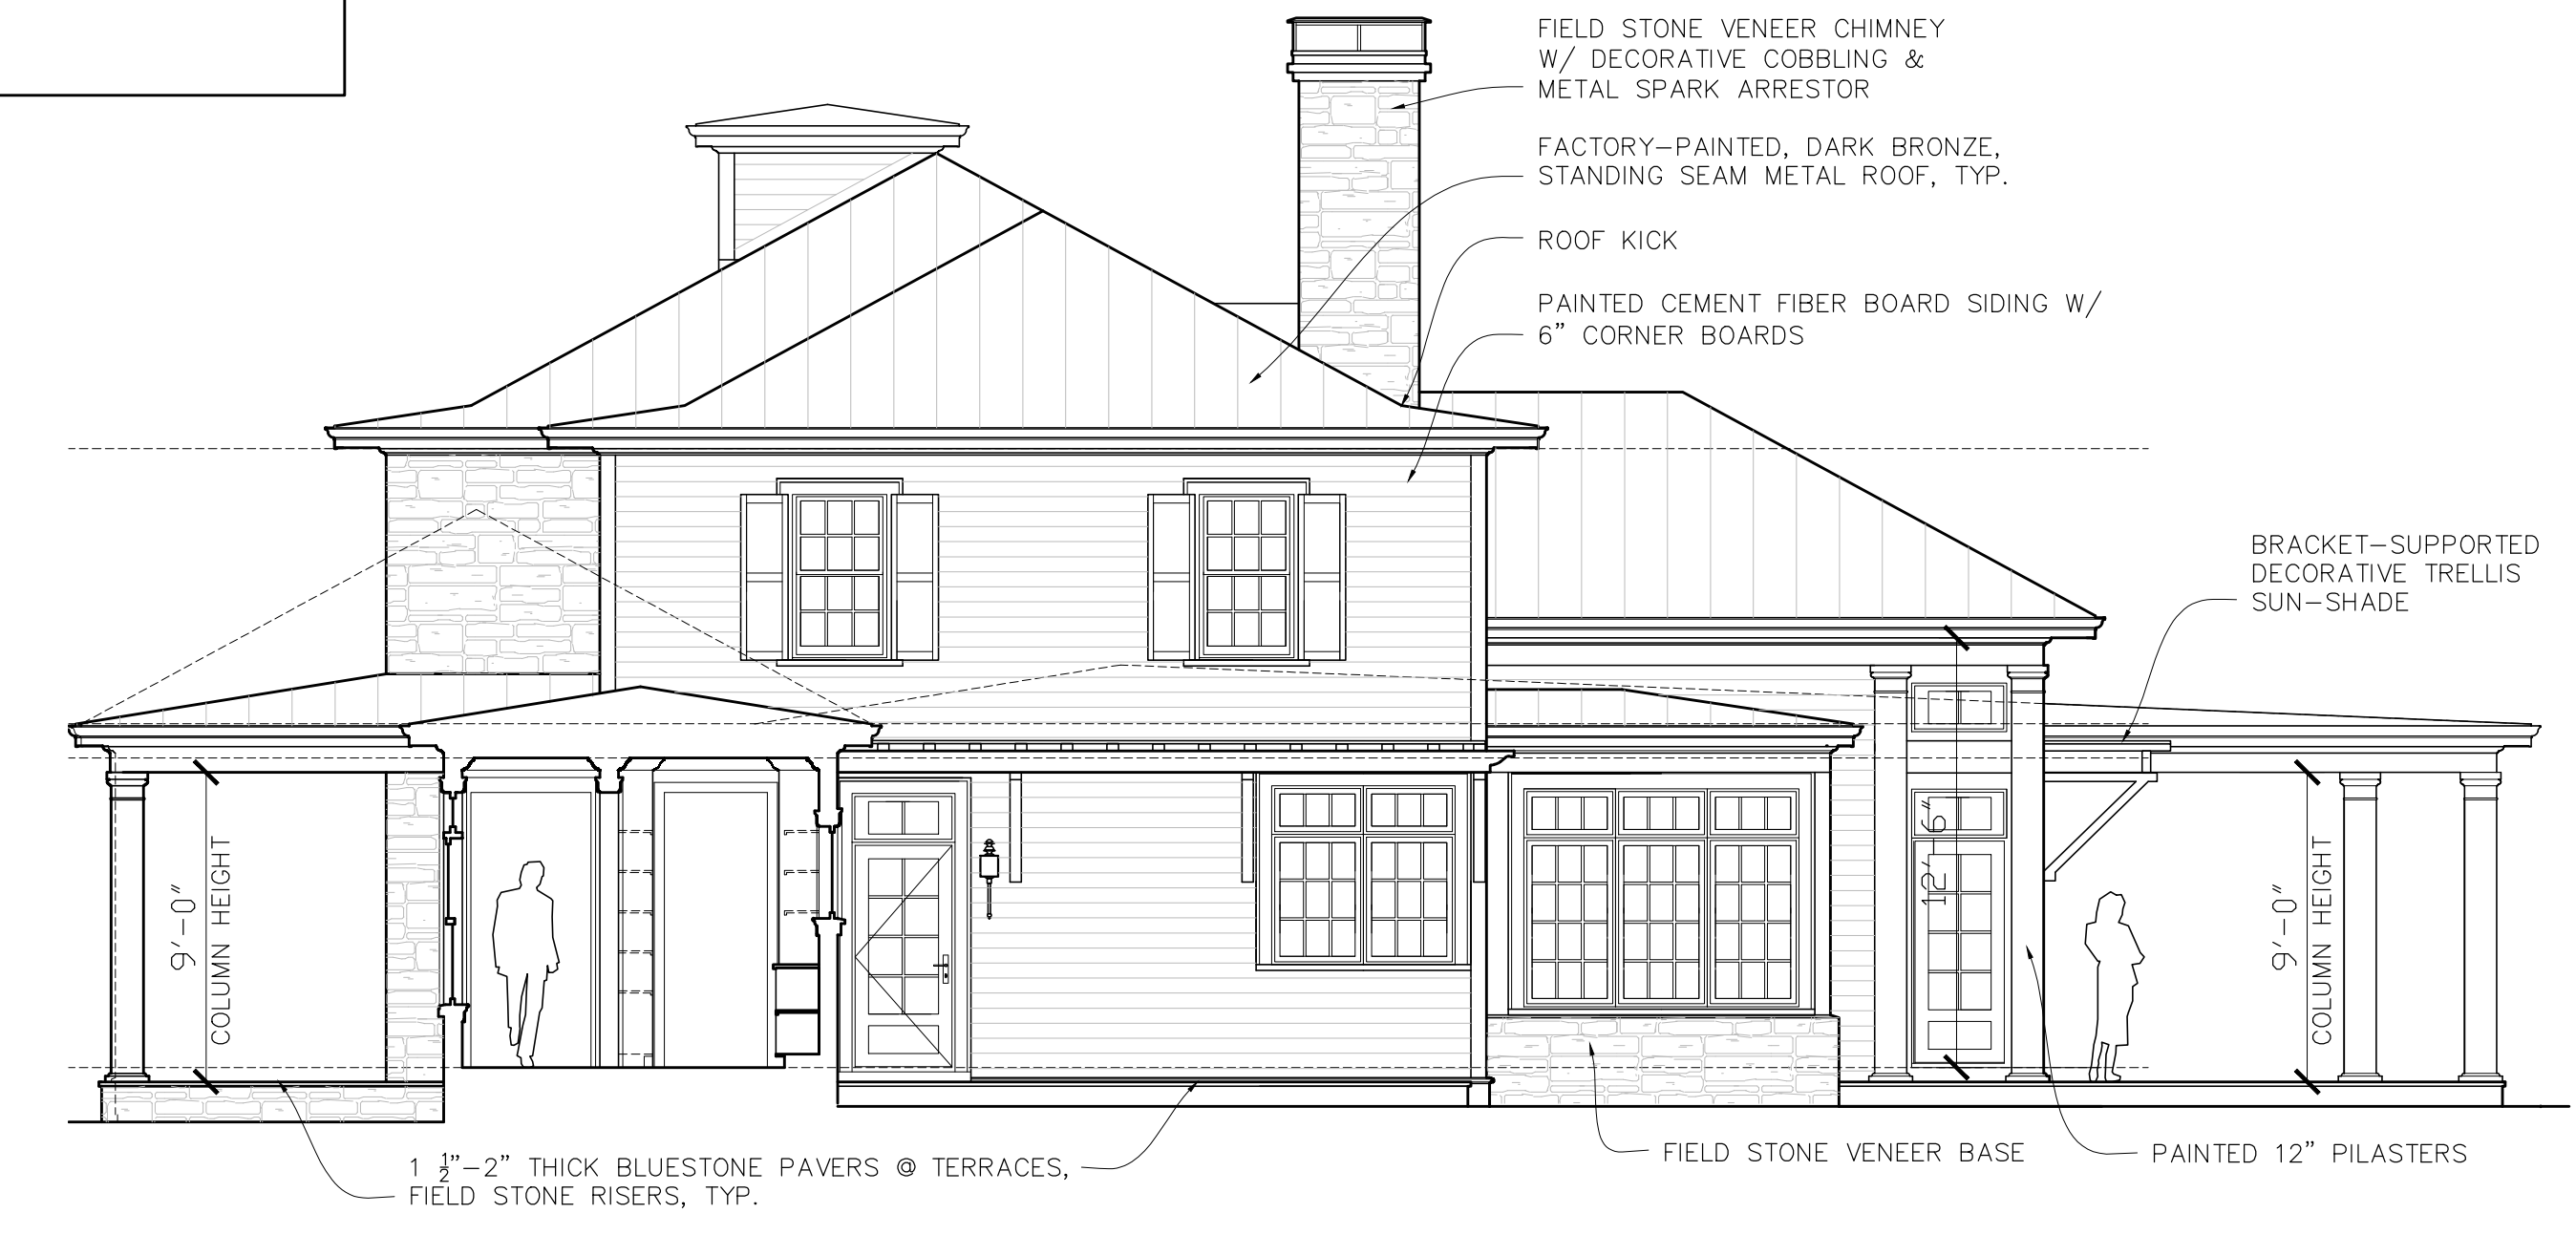 FIELD STONE VENEER CHIMNEY
W/ DECORATIVE COBBLING &
METAL SPARK ARRESTOR
FACTORY-PAINTED, DARK BRONZE,
STANDING SEAM METAL ROOF, TYP.
ROOF KICK
PAINTED CEMENT FIBER BOARD SIDING W/
6" CORNER BOARDS
BRACKET-SUPPORTED
DECORATIVE TRELLIS
SUN-SHADE
9'-0"
COLUMN HEIGHT
12'-6"
9'-0"
COLUMN HEIGHT
1 ½"-2" THICK BLUESTONE PAVERS @ TERRACES,
FIELD STONE RISERS, TYP.
FIELD STONE VENEER BASE
PAINTED 12" PILASTERS